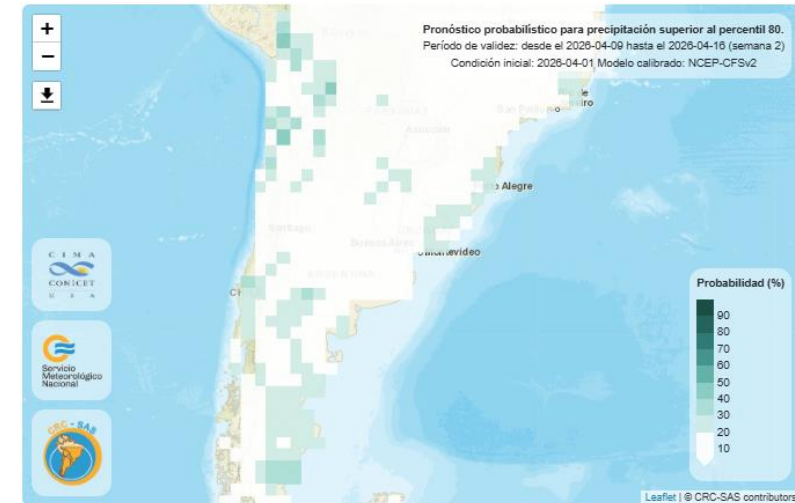 +
−
Pronóstico probabilístico para precipitación superior al percentil 80.
Período de validez: desde el 2026-04-09 hasta el 2026-04-16 (semana 2)
Condición inicial: 2026-04-01 Modelo calibrado: NCEP-CFSv2
Alegre
Santiago
Buenos Aires
ARGENTINA
CIMA
CONICET
U B A
Servicio
Meteorológico
Nacional
CRC - SAS
Probabilidad (%)
90
80
70
60
50
40
30
20
10
Leaflet | © CRC-SAS contributors